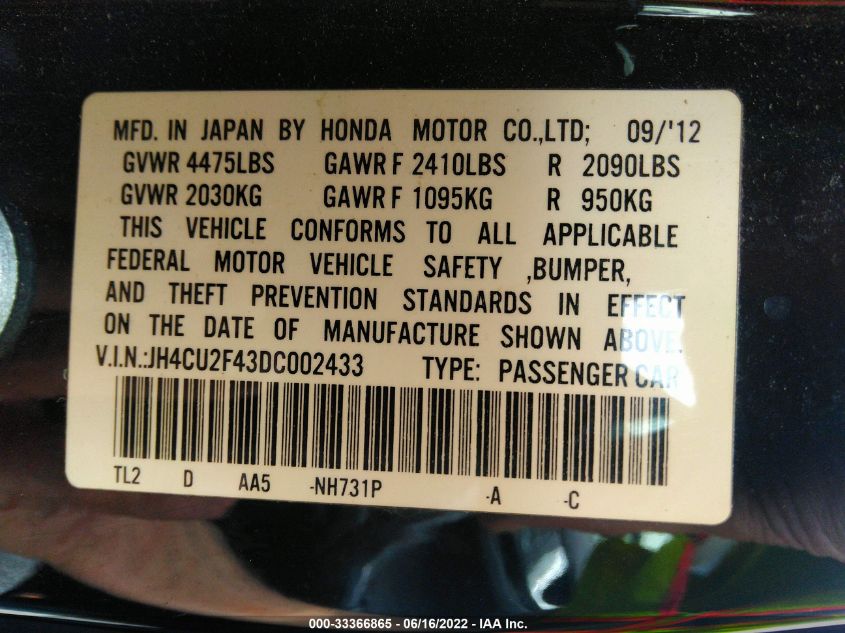 MFD. IN JAPAN BY HONDA MOTOR CO.,LTD; 09/'12
GVWR 4475LBS GAWR F 2410LBS R 2090LBS
GVWR 2030KG GAWR F 1095KG R 950KG
THIS VEHICLE CONFORMS TO ALL APPLICABLE
FEDERAL MOTOR VEHICLE SAFETY ,BUMPER,
AND THEFT PREVENTION STANDARDS IN EFFECT
ON THE DATE OF MANUFACTURE SHOWN ABOVE.
V.I.N.:JH4CU2F43DC002433 TYPE: PASSENGER CAR
TL2 D AA5 -NH731P -A -C
000-33366865 - 06/16/2022 - IAA Inc.